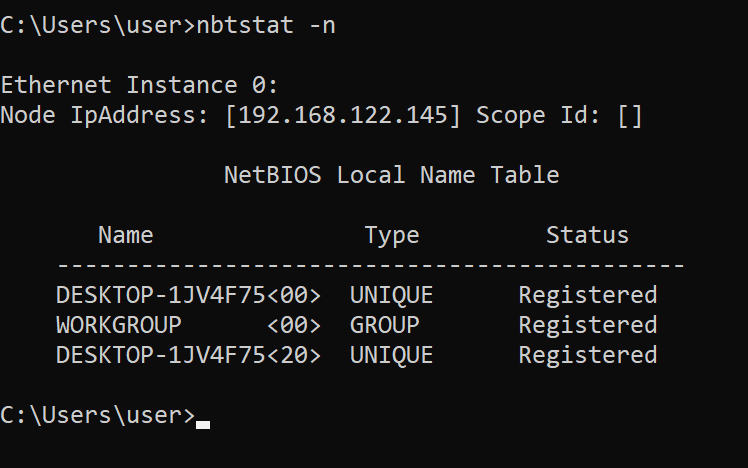 C:\Users\user>nbtstat -n
Ethernet Instance 0:
Node IpAddress: [192.168.122.145] Scope Id: []
NetBIOS Local Name Table
Name Type Status
---------------------------------------------
DESKTOP-1JV4F75<00> UNIQUE Registered
WORKGROUP <00> GROUP Registered
DESKTOP-1JV4F75<20> UNIQUE Registered
C:\Users\user>